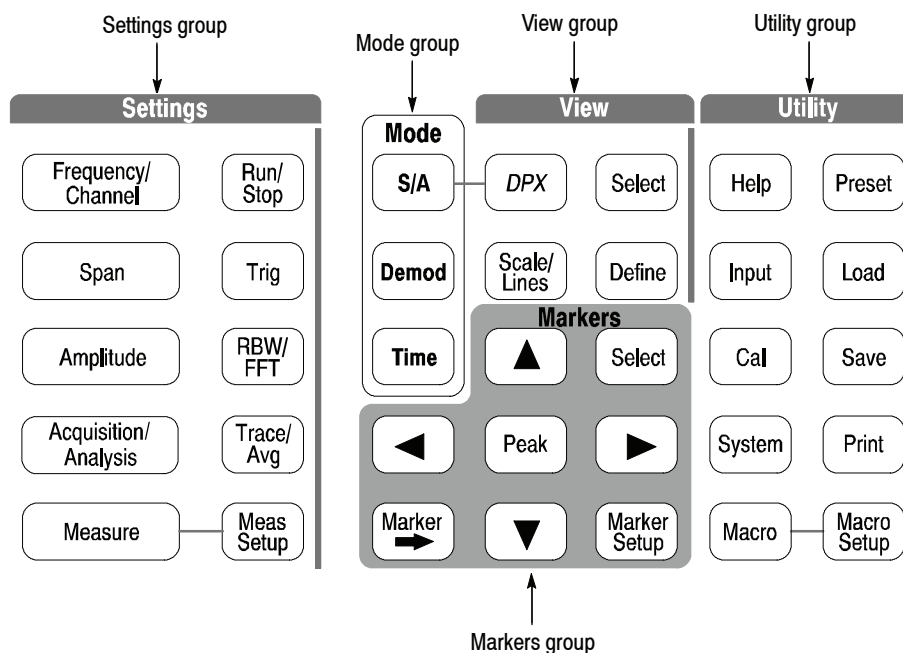 Settings group
Mode group
View group
Utility group
Settings
View
Utility
Mode
Frequency/
Channel
Run/
Stop
S/A
DPX
Select
Help
Preset
Span
Trig
Demod
Scale/
Lines
Define
Input
Load
Markers
Amplitude
RBW/
FFT
Time
Select
Cal
Save
Acquisition/
Analysis
Trace/
Avg
Peak
System
Print
Measure
Meas
Setup
Marker
Marker
Setup
Macro
Macro
Setup
Markers group